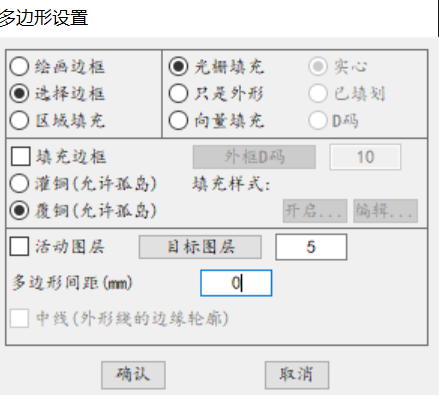 多边形设置
绘画边框 光栅填充 实心
选择边框 只是外形 已填划
区域填充 向量填充 D码
填充边框 外框D码 10
灌铜(允许孤岛) 填充样式:
覆铜(允许孤岛) 开启... 编辑...
活动图层 目标图层 5
多边形间距(mm) 0
中线(外形线的边缘轮廓)
确认 取消